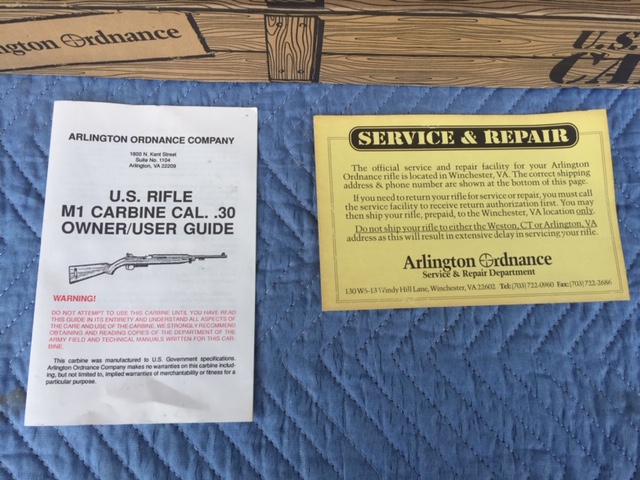 ngton Ordnance
U.S.
CA
ARLINGTON ORDNANCE COMPANY
1800 N. Kent Street
Suite No. 1104
Arlington, VA 22209
U.S. RIFLE
M1 CARBINE CAL. .30
OWNER/USER GUIDE
WARNING!
DO NOT ATTEMPT TO USE THIS CARBINE UNTIL YOU HAVE READ
THIS GUIDE IN ITS ENTIRETY AND UNDERSTAND ALL ASPECTS OF
THE CARE AND USE OF THE CARBINE. WE STRONGLY RECOMMEND
OBTAINING AND READING COPIES OF THE DEPARTMENT OF THE
ARMY FIELD AND TECHNICAL MANUALS WRITTEN FOR THIS CAR-
BINE.
This carbine was manufactured to U.S. Government specifications.
Arlington Ordnance Company makes no warranties on this carbine includ-
ing, but not limited to, implied warranties of merchantability or fitness for a
particular purpose.
SERVICE & REPAIR
The official service and repair facility for your Arlington
Ordnance rifle is located in Winchester, VA. The correct shipping
address & phone number are shown at the bottom of this page.
If you need to return your rifle for service or repair, you must call
the service facility to receive return authorization first. You may
then ship your rifle, prepaid, to the Winchester, VA location only.
Do not ship your rifle to either the Weston, CT or Arlington, VA
address as this will result in extensive delay in servicing your rifle.
Arlington Ordnance
Service & Repair Department
130 W5-13 Windy Hill Lane, Winchester, VA 22602 Tel: (703)722-0960 Fax: (703)722-2686